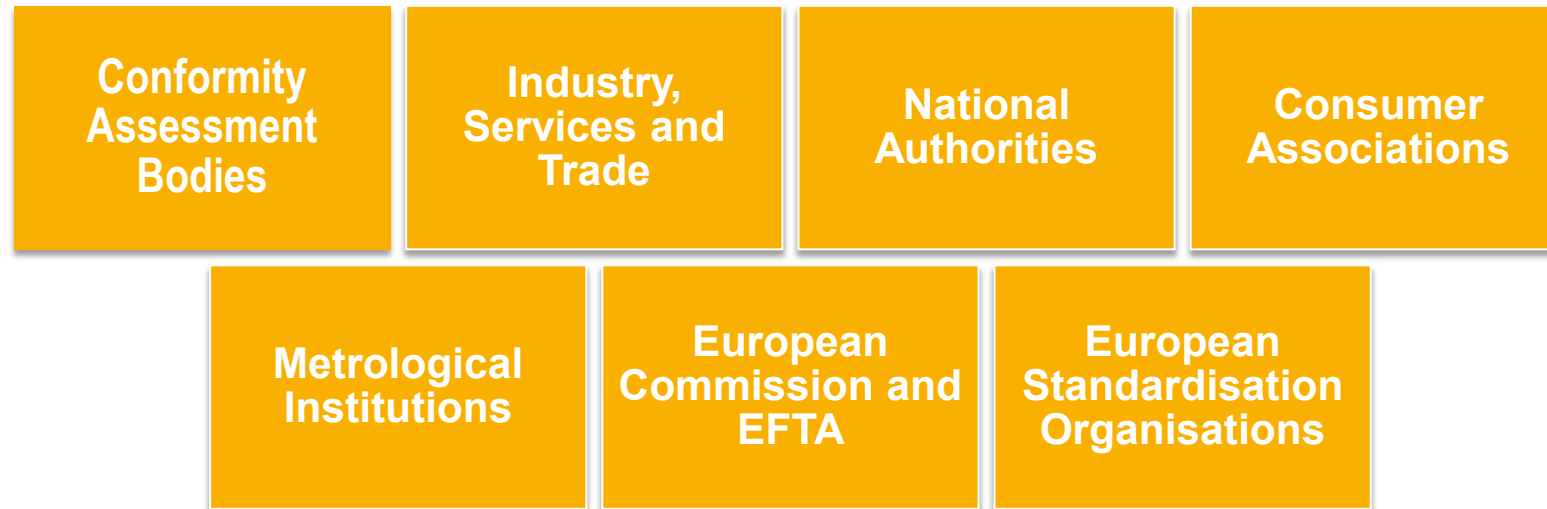 Conformity
Assessment
Bodies
Industry,
Services and
Trade
National
Authorities
Consumer
Associations
Metrological
Institutions
European
Commission and
EFTA
European
Standardisation
Organisations